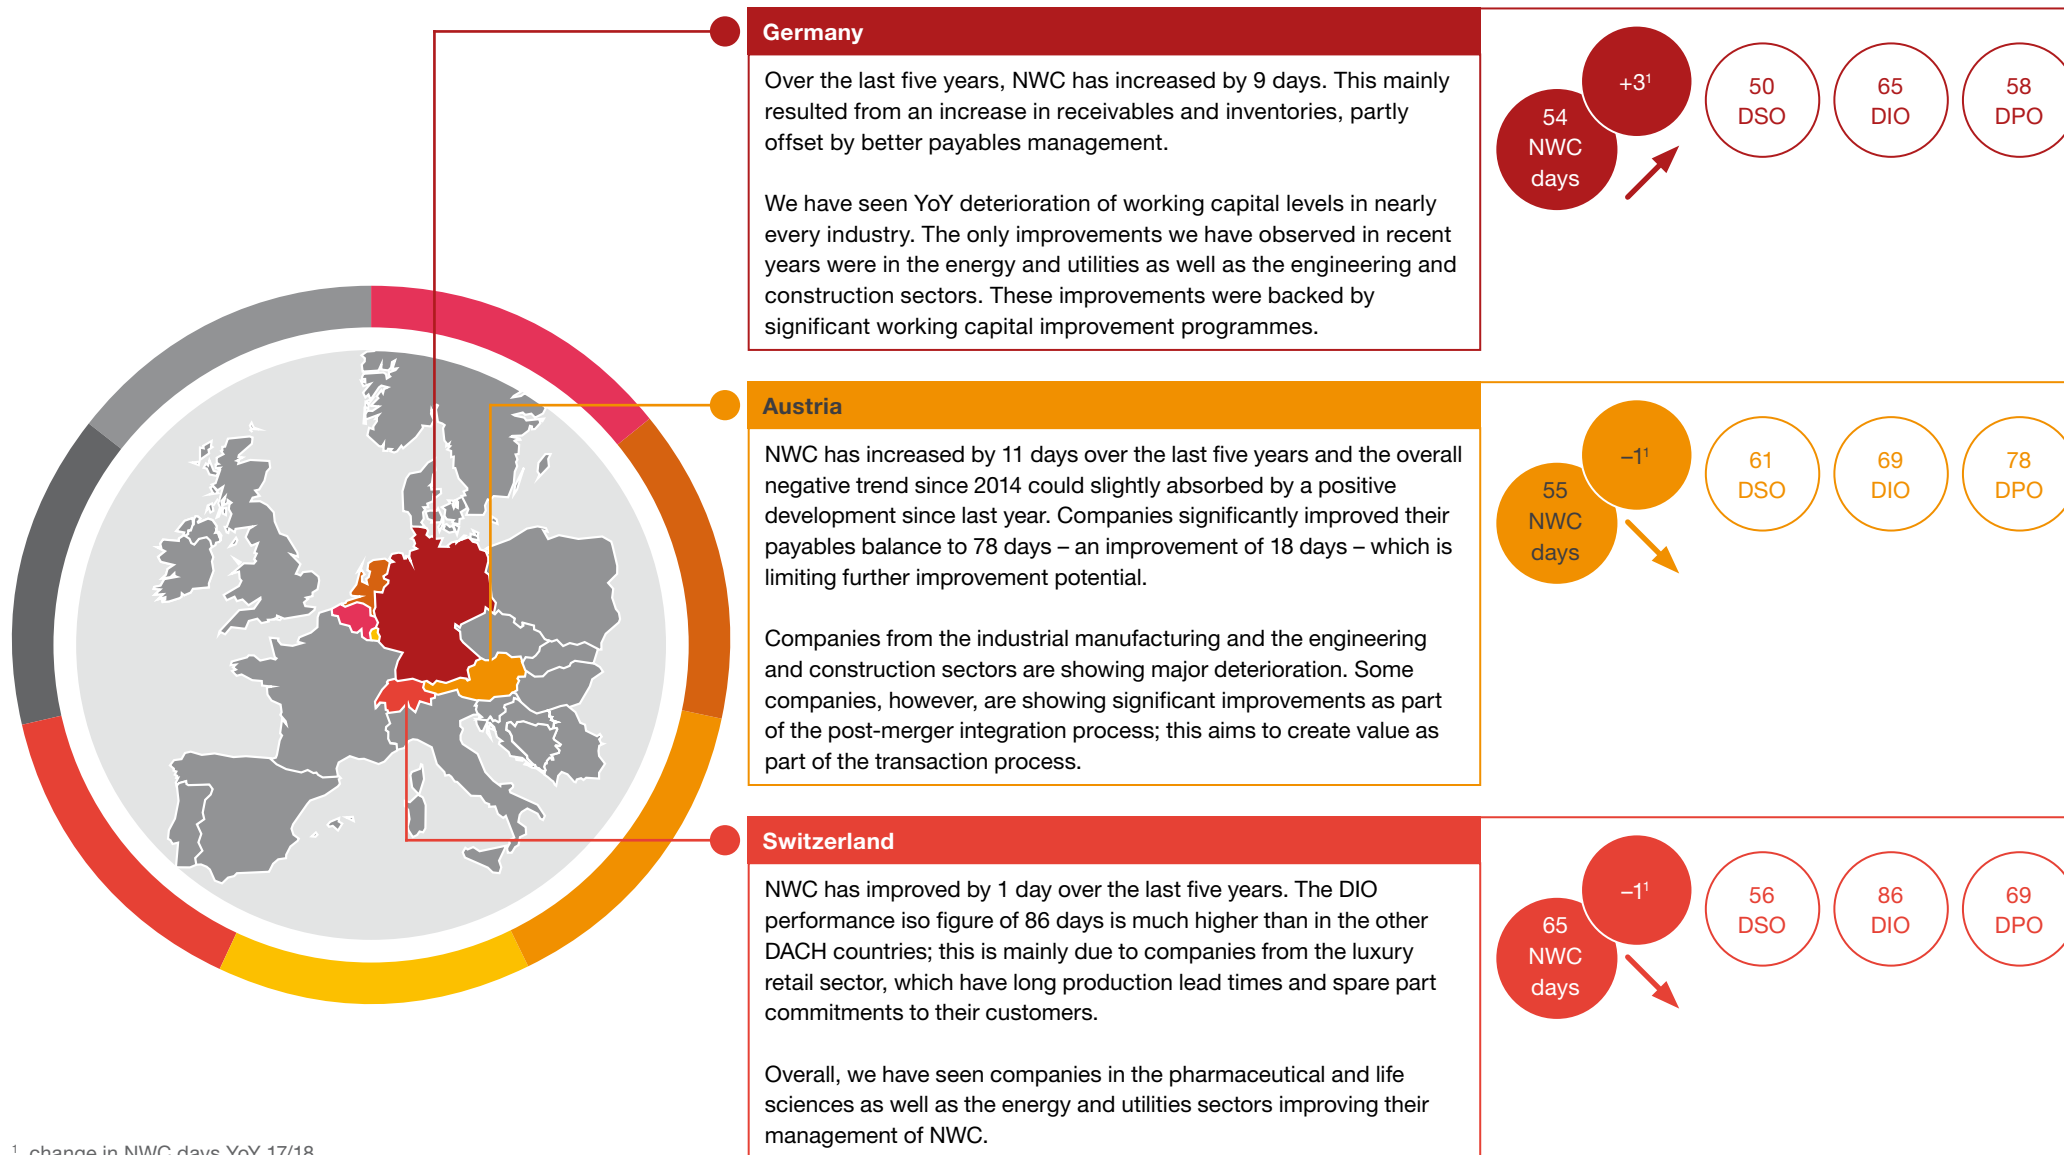 Germany
Over the last five years, NWC has increased by 9 days. This mainly
resulted from an increase in receivables and inventories, partly
offset by better payables management.
We have seen YoY deterioration of working capital levels in nearly
every industry. The only improvements we have observed in recent
years were in the energy and utilities as well as the engineering and
construction sectors. These improvements were backed by
significant working capital improvement programmes.
+3¹
54
NWC
days
50
DSO
65
DIO
58
DPO
Austria
NWC has increased by 11 days over the last five years and the overall
negative trend since 2014 could slightly absorbed by a positive
development since last year. Companies significantly improved their
payables balance to 78 days – an improvement of 18 days – which is
limiting further improvement potential.
Companies from the industrial manufacturing and the engineering
and construction sectors are showing major deterioration. Some
companies, however, are showing significant improvements as part
of the post-merger integration process; this aims to create value as
part of the transaction process.
–1¹
55
NWC
days
61
DSO
69
DIO
78
DPO
Switzerland
NWC has improved by 1 day over the last five years. The DIO
performance iso figure of 86 days is much higher than in the other
DACH countries; this is mainly due to companies from the luxury
retail sector, which have long production lead times and spare part
commitments to their customers.
Overall, we have seen companies in the pharmaceutical and life
sciences as well as the energy and utilities sectors improving their
management of NWC.
–1¹
65
NWC
days
56
DSO
86
DIO
69
DPO
¹ change in NWC days YoY 17/18